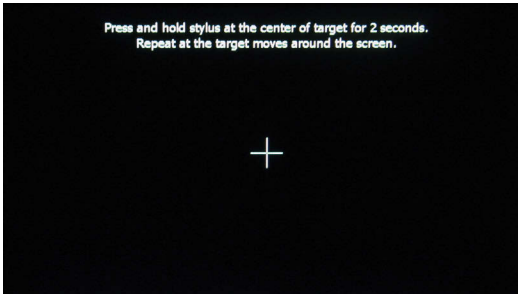 Press and hold stylus at the center of target for 2 seconds.
Repeat at the target moves around the screen.